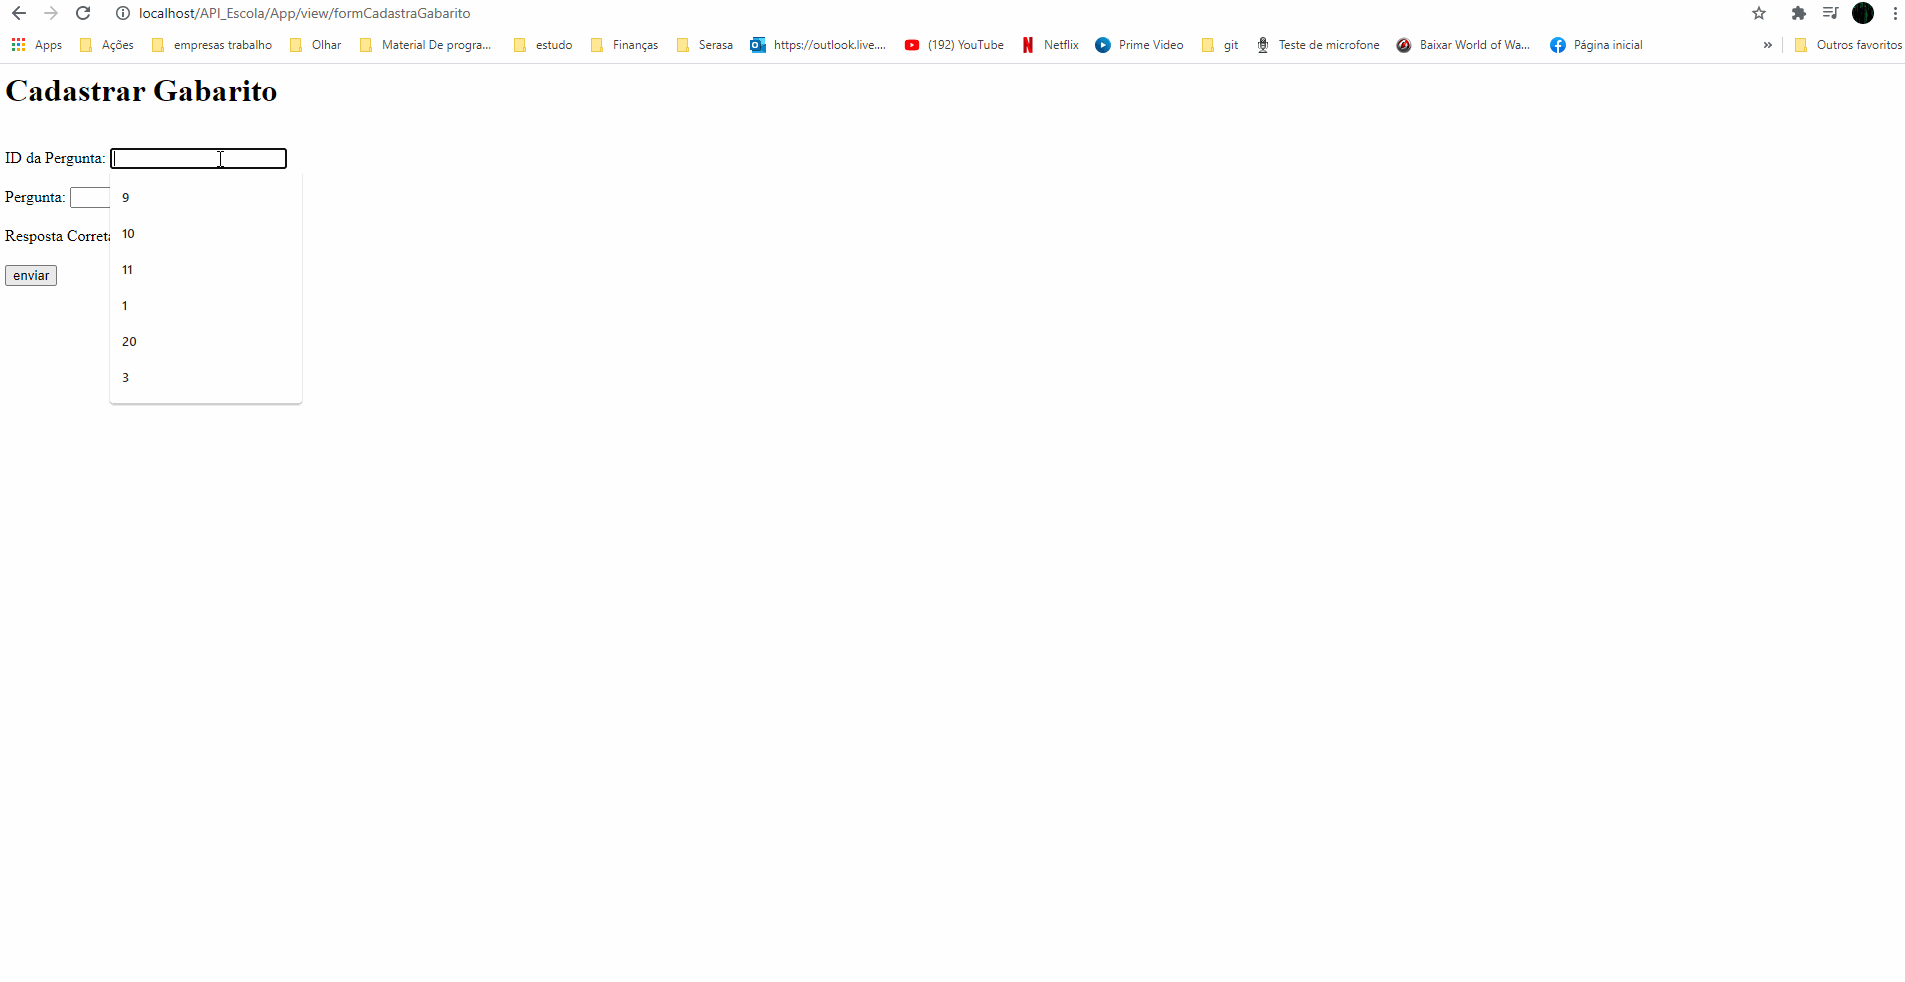 localhost/API_Escola/App/view/formCadastraGabarito
Apps Ações empresas trabalho Olhar Material De progra... estudo Finanças Serasa https://outlook.live.... (192) YouTube Netflix Prime Video git Teste de microfone Baixar World of Wa... Página inicial » Outros favoritos
Cadastrar Gabarito
ID da Pergunta:
Pergunta:
Resposta Correta
enviar
9
10
11
1
20
3